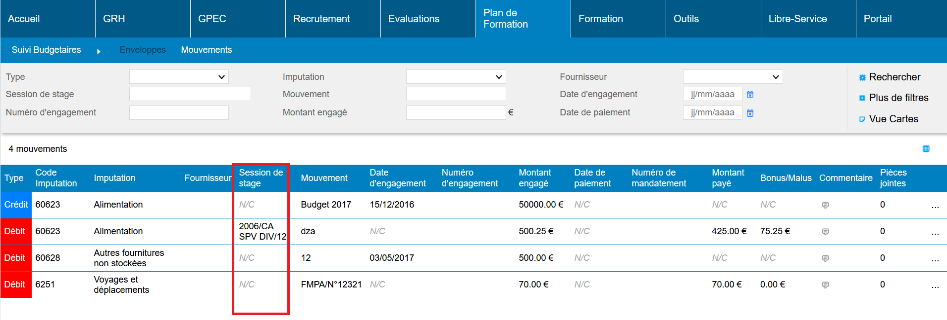 Accueil GRH GPEC Recrutement Evaluations Plan de Formation Formation Outils Libre-Service Portail
Suivi Budgetaires Enveloppes Mouvements
Type Imputation Fournisseur Rechercher
Session de stage Mouvement Date d'engagement jj/mm/aaaa Plus de filtres
Numéro d'engagement Montant engagé € Date de paiement jj/mm/aaaa Vue Cartes
4 mouvements
Type Code Imputation Imputation Fournisseur Session de stage Mouvement Date d'engagement Numéro d'engagement Montant engagé Date de paiement Numéro de mandatement Montant payé Bonus/Malus Commentaire Pièces jointes
Crédit 60623 Alimentation N/C Budget 2017 15/12/2016 50000.00 € N/C N/C N/C 0 ...
Débit 60623 Alimentation 2006/CA SPV DIV/12 dza N/C 500.25 € N/C 425.00 € 75.25 € 0 ...
Débit 60628 Autres fournitures non stockées N/C 12 03/05/2017 500.00 € N/C N/C N/C 0 ...
Débit 6251 Voyages et déplacements N/C FMPA/N°12321 N/C 70.00 € N/C 70.00 € 0.00 € 0 ...